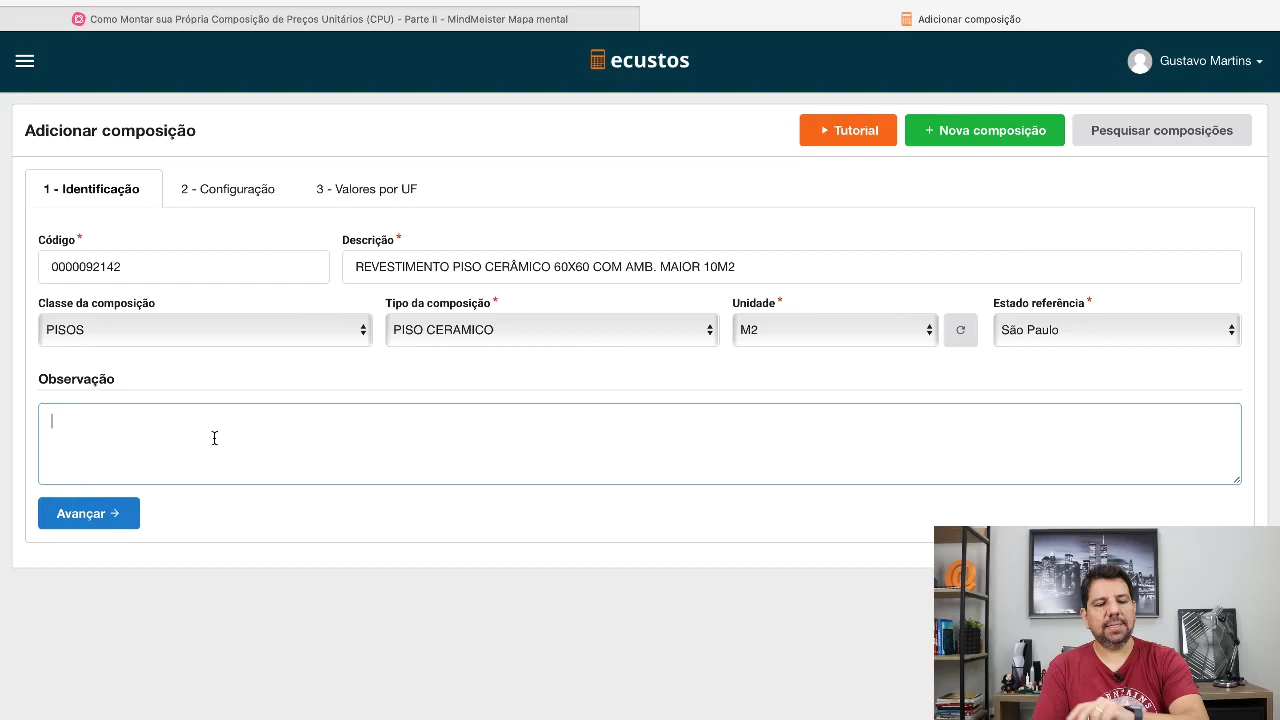 Como Montar sua Própria Composição de Preços Unitários (CPU) - Parte II - MindMeister Mapa mental
Adicionar composição
ecustos
Gustavo Martins
Adicionar composição
Tutorial
+ Nova composição
Pesquisar composições
1 - Identificação
2 - Configuração
3 - Valores por UF
Código *
Descrição *
0000092142
REVESTIMENTO PISO CERÂMICO 60X60 COM AMB. MAIOR 10M2
Classe da composição
Tipo da composição *
Unidade *
Estado referência *
PISOS
PISO CERAMICO
M2
São Paulo
Observação
Avançar →